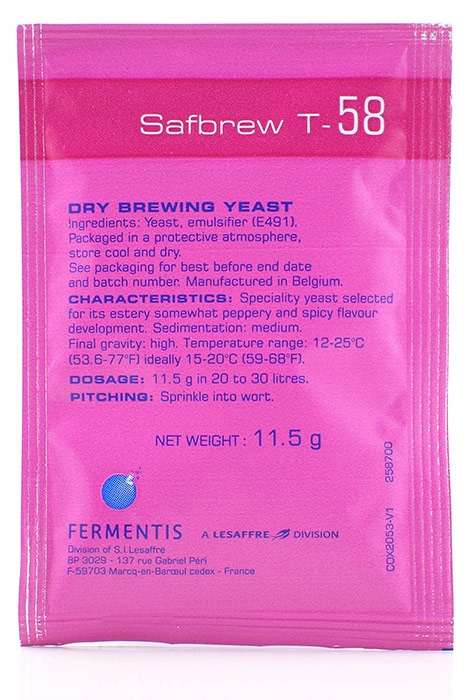 Safbrew T-58
DRY BREWING YEAST
Ingredients: Yeast, emulsifier (E491).
Packaged in a protective atmosphere,
store cool and dry.
See packaging for best before end date
and batch number. Manufactured in Belgium.
CHARACTERISTICS: Speciality yeast selected
for its estery somewhat peppery and spicy flavour
development. Sedimentation: medium.
Final gravity: high. Temperature range: 12-25°C
(53.6-77°F) ideally 15-20°C (59-68°F).
DOSAGE: 11.5 g in 20 to 30 litres.
PITCHING: Sprinkle into wort.
NET WEIGHT: 11.5 g
FERMENTIS
A LESAFFRE DIVISION
Division of S.I.Lesaffre
BP 3029 - 137 rue Gabriel Péri
F-59703 Marcq-en-Barœul cedex - France
COX2053-V1 258700